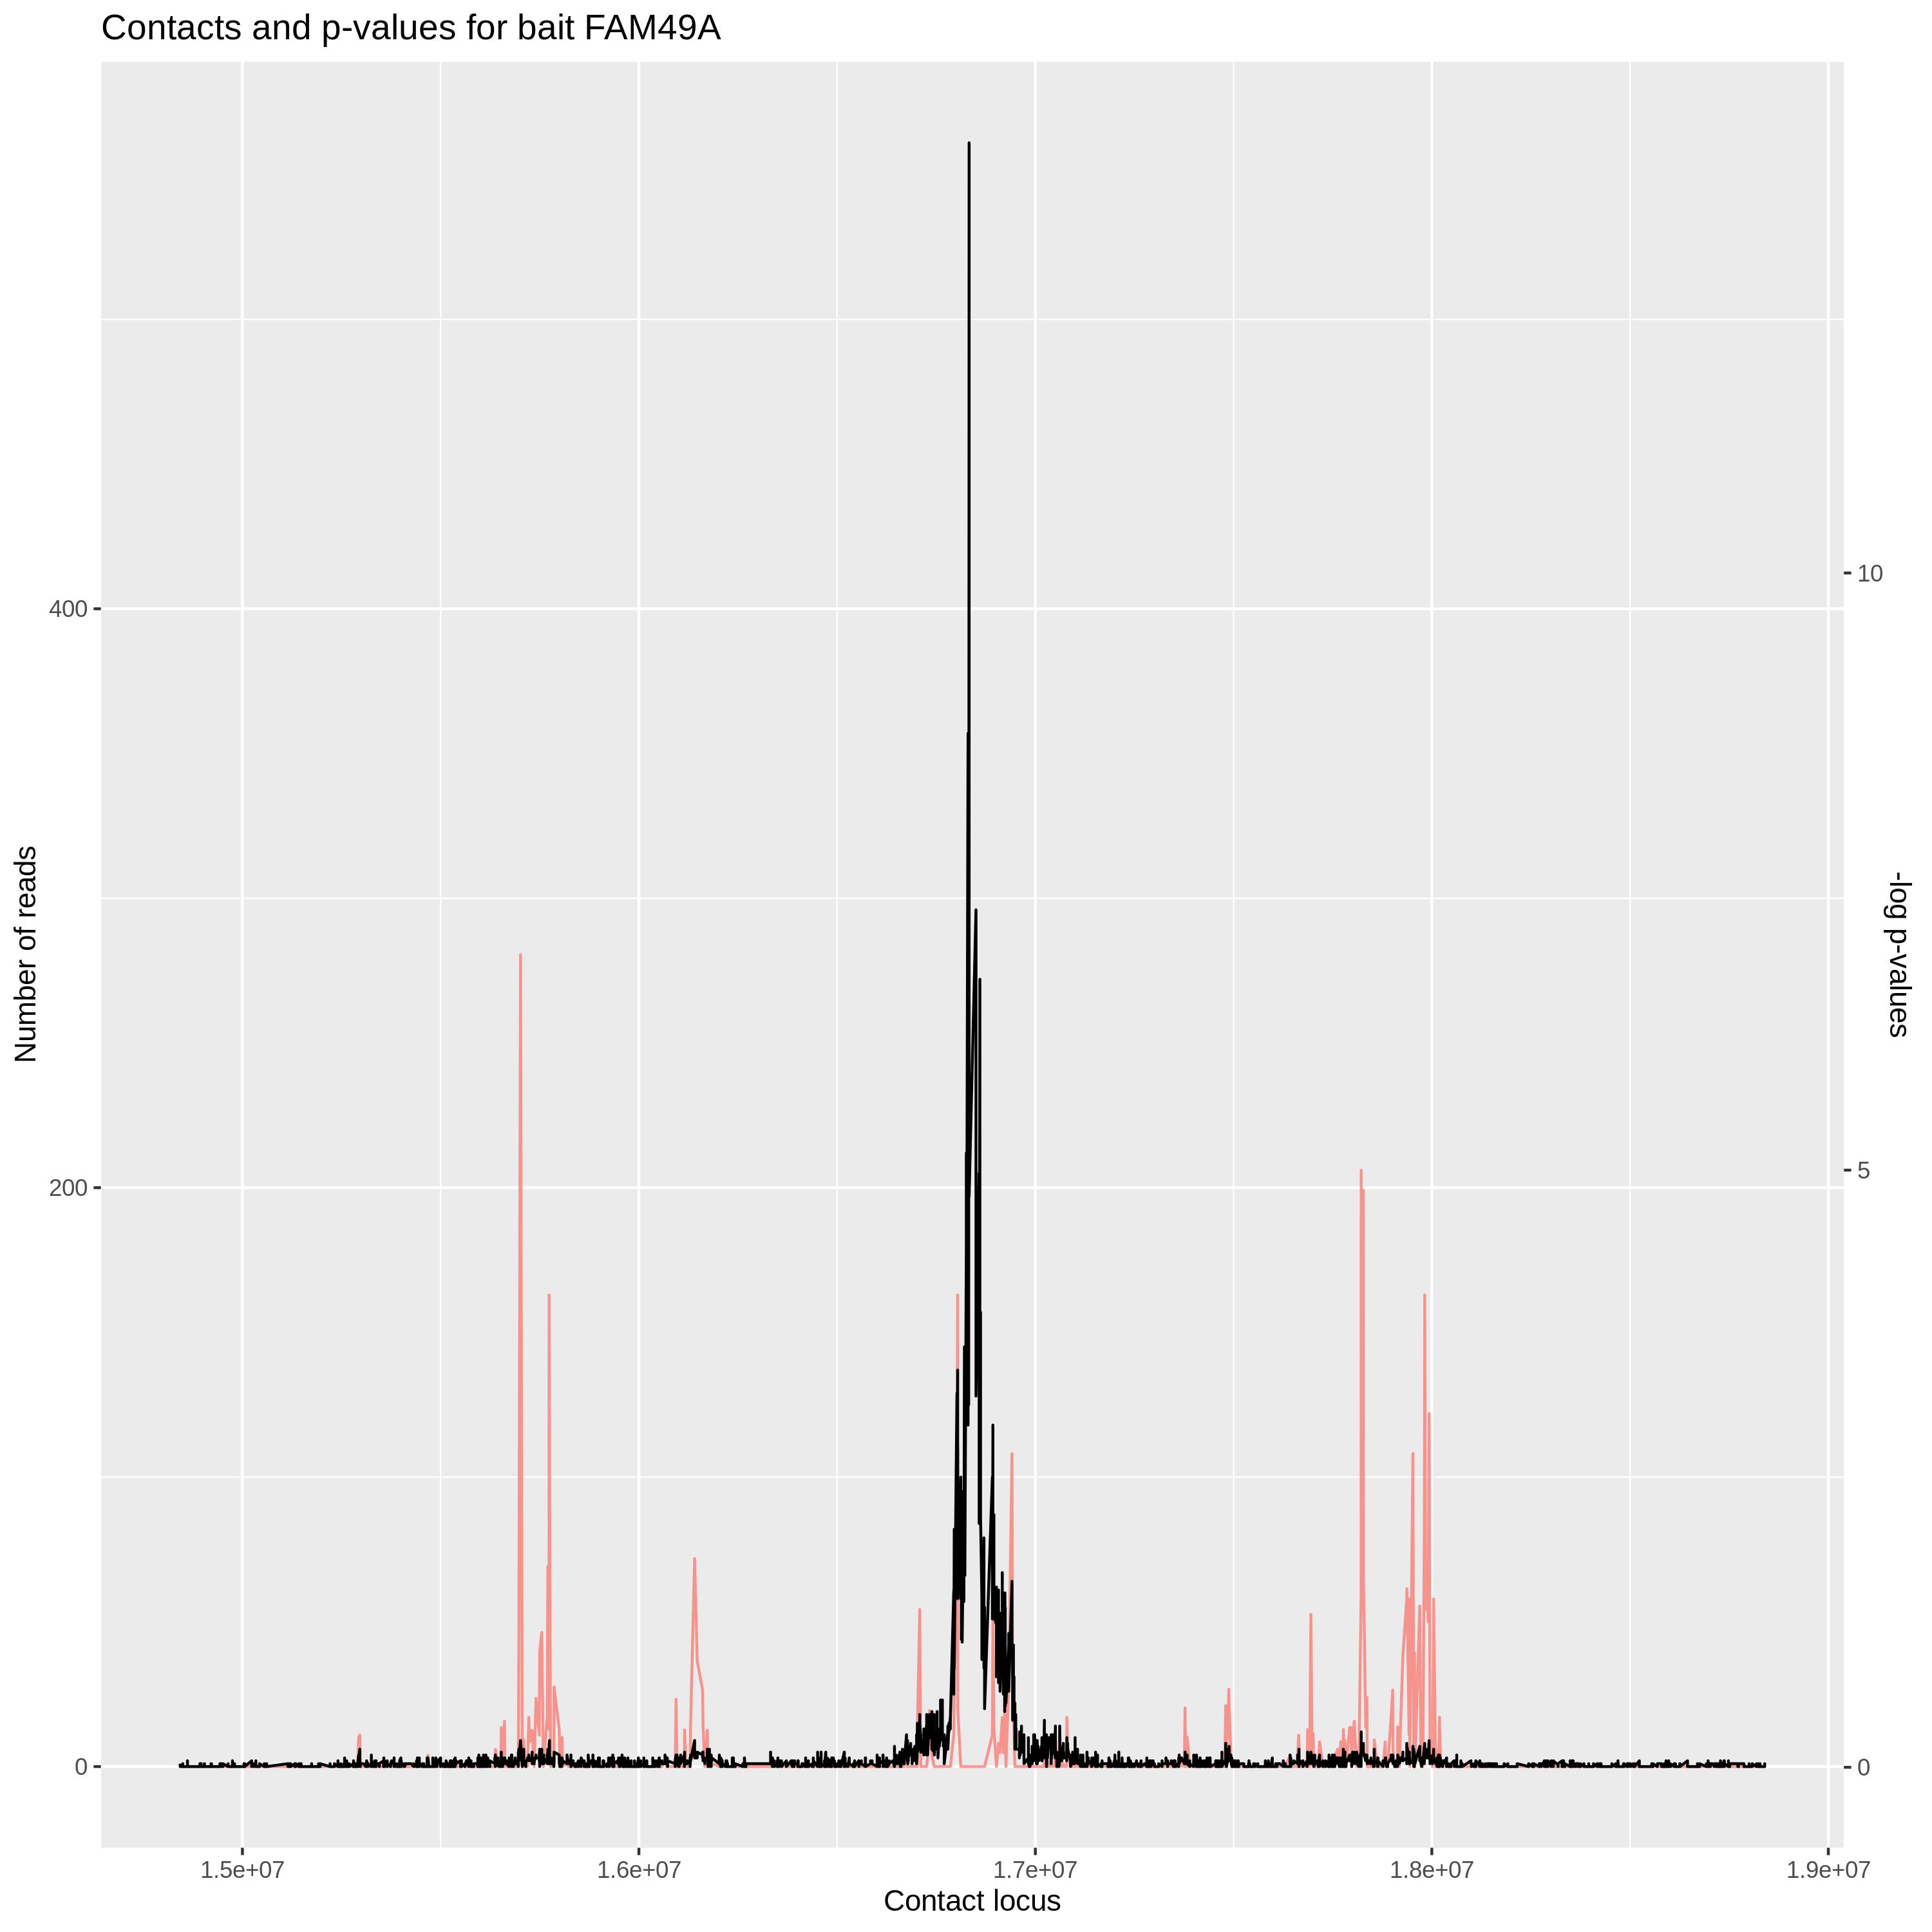 Contacts and p-values for bait FAM49A
Number of reads
400
200
0
10
5
0
-log p-values
1.5e+07
1.6e+07
1.7e+07
1.8e+07
1.9e+07
Contact locus